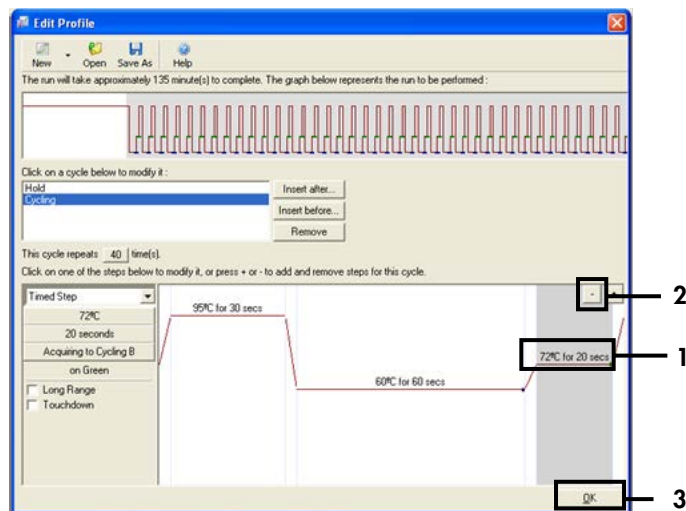 Edit Profile
New Open Save As Help
The run will take approximately 135 minute(s) to complete. The graph below represents the run to be performed :
Click on a cycle below to modify it :
Hold
Cycling
Insert after...
Insert before...
Remove
This cycle repeats 40 time(s).
Click on one of the steps below to modify it, or press + or - to add and remove steps for this cycle.
Timed Step
72ºC
20 seconds
Acquiring to Cycling B
on Green
Long Range
Touchdown
95ºC for 30 secs
60ºC for 60 secs
72ºC for 20 secs
- +
2
1
OK
3